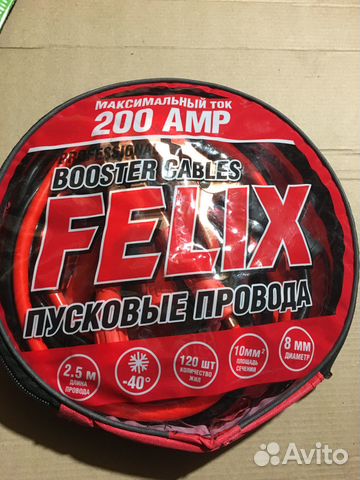 МАКСИМАЛЬНЫЙ ТОК
200 AMP
PROFESSIONAL
BOOSTER CABLES
FELIX
ПУСКОВЫЕ ПРОВОДА
2.5 м
ДЛИНА
ПРОВОДА
-40°
120 шт
КОЛИЧЕСТВО
ЖИЛ
10мм²
ПЛОЩАДЬ
СЕЧЕНИЯ
8 мм
ДИАМЕТР
Avito